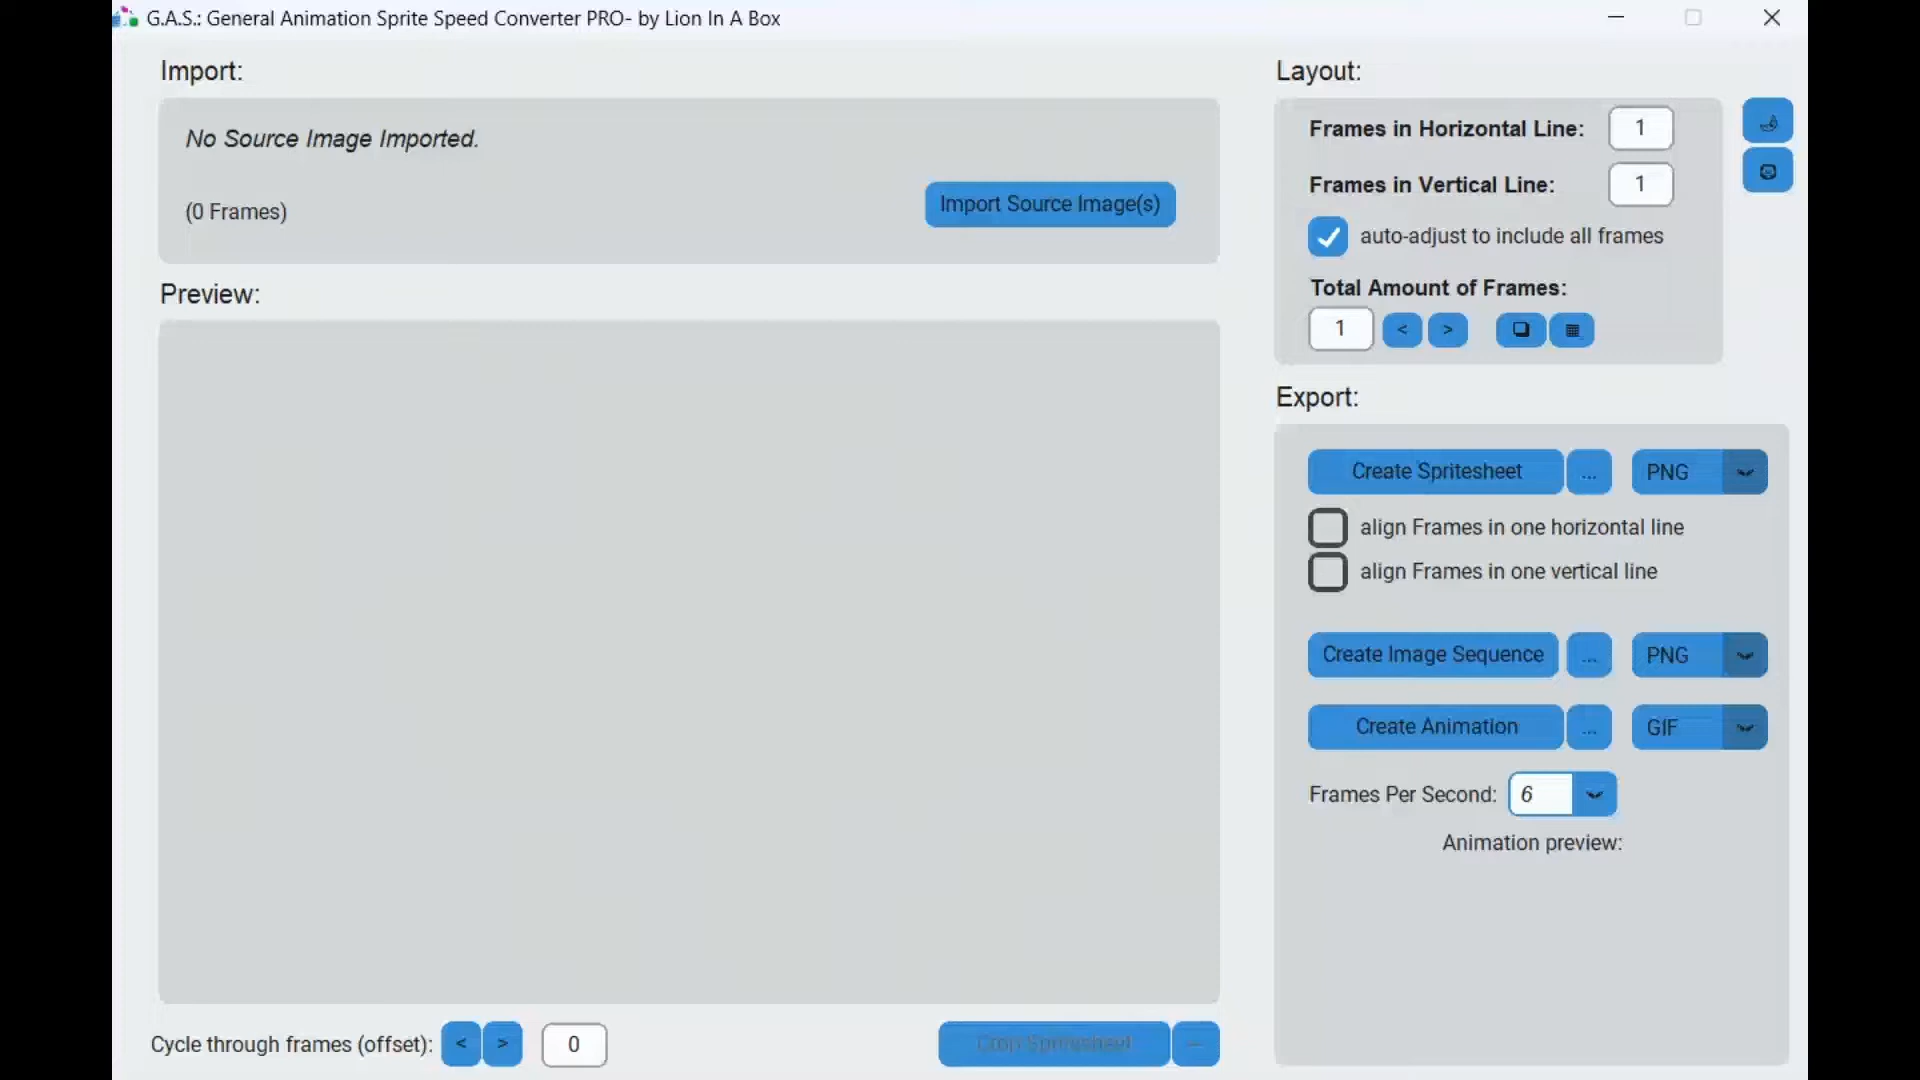 G.A.S.: General Animation Sprite Speed Converter PRO- by Lion In A Box
Import:
No Source Image Imported.
(0 Frames)
Import Source Image(s)
Preview:
Cycle through frames (offset):
<
>
0
Crop Spritesheet
Layout:
Frames in Horizontal Line: 1
Frames in Vertical Line: 1
auto-adjust to include all frames
Total Amount of Frames:
1 < >
Export:
Create Spritesheet ... PNG
align Frames in one horizontal line
align Frames in one vertical line
Create Image Sequence ... PNG
Create Animation ... GIF
Frames Per Second: 6
Animation preview: